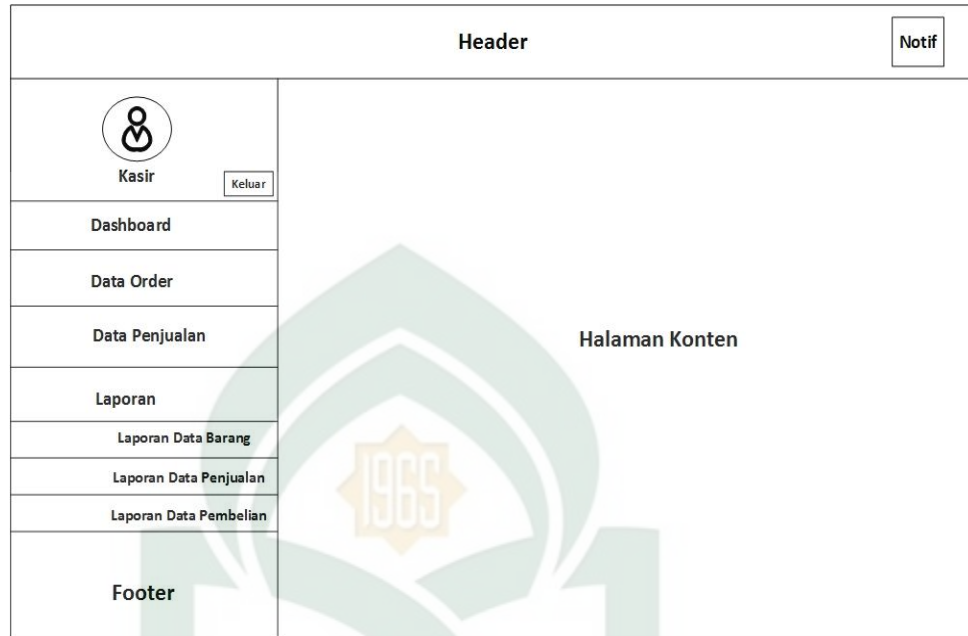 Header
Notif
Kasir
Keluar
Dashboard
Data Order
Data Penjualan
Laporan
Laporan Data Barang
Laporan Data Penjualan
Laporan Data Pembelian
Footer
Halaman Konten
1965